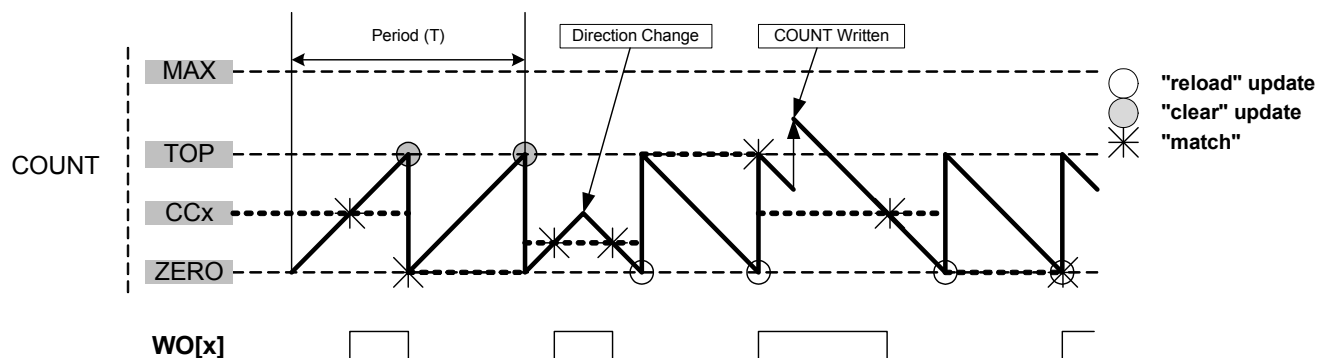 Period (T)
Direction Change
COUNT Written
MAX
"reload" update
"clear" update
"match"
TOP
COUNT
CCx
ZERO
WO[x]